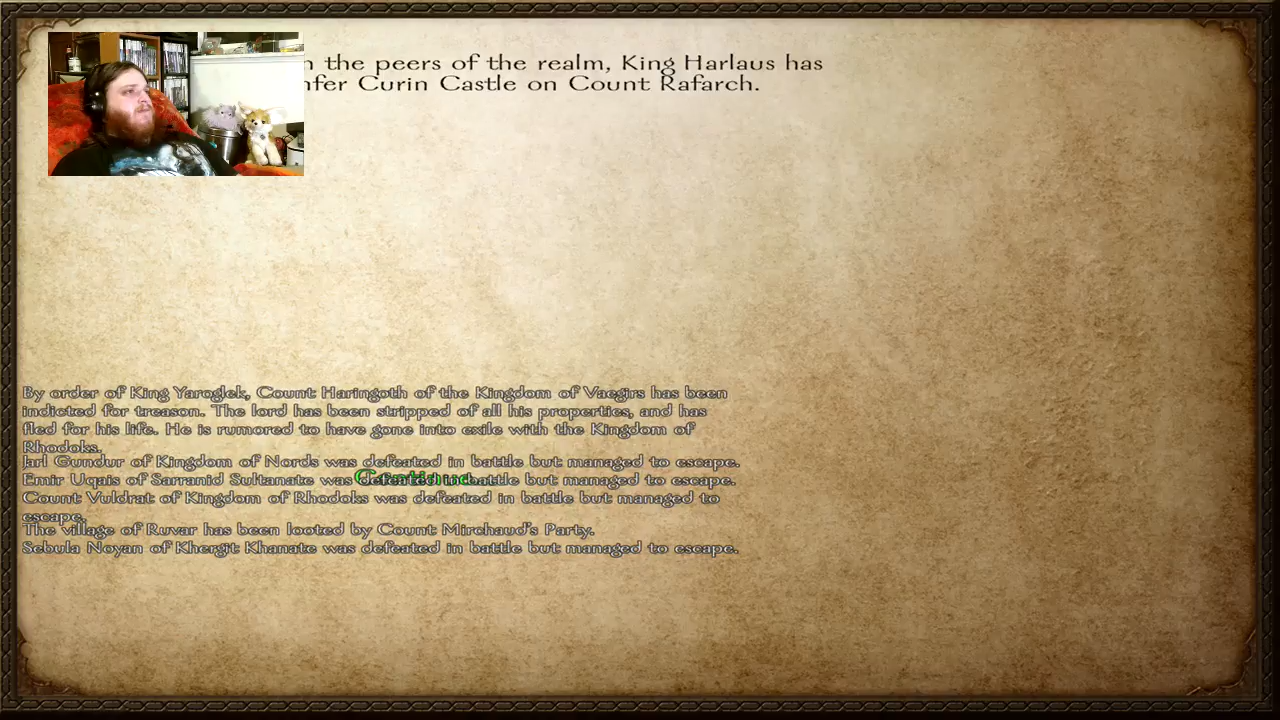 n the peers of the realm, King Harlaus has
nfer Curin Castle on Count Rafarch.
By order of King Yaroglek, Count Haringoth of the Kingdom of Vaegirs has been
indicted for treason. The lord has been stripped of all his properties, and has
fled for his life. He is rumored to have gone into exile with the Kingdom of
Rhodoks.
Jarl Gundur of Kingdom of Nords was defeated in battle but managed to escape.
Emir Uqais of Sarranid Sultanate was defeated in battle but managed to escape.
Continue...
Count Vuldrat of Kingdom of Rhodoks was defeated in battle but managed to
escape.
The village of Ruvar has been looted by Count Mirchaud's Party.
Sebula Noyan of Khergit Khanate was defeated in battle but managed to escape.